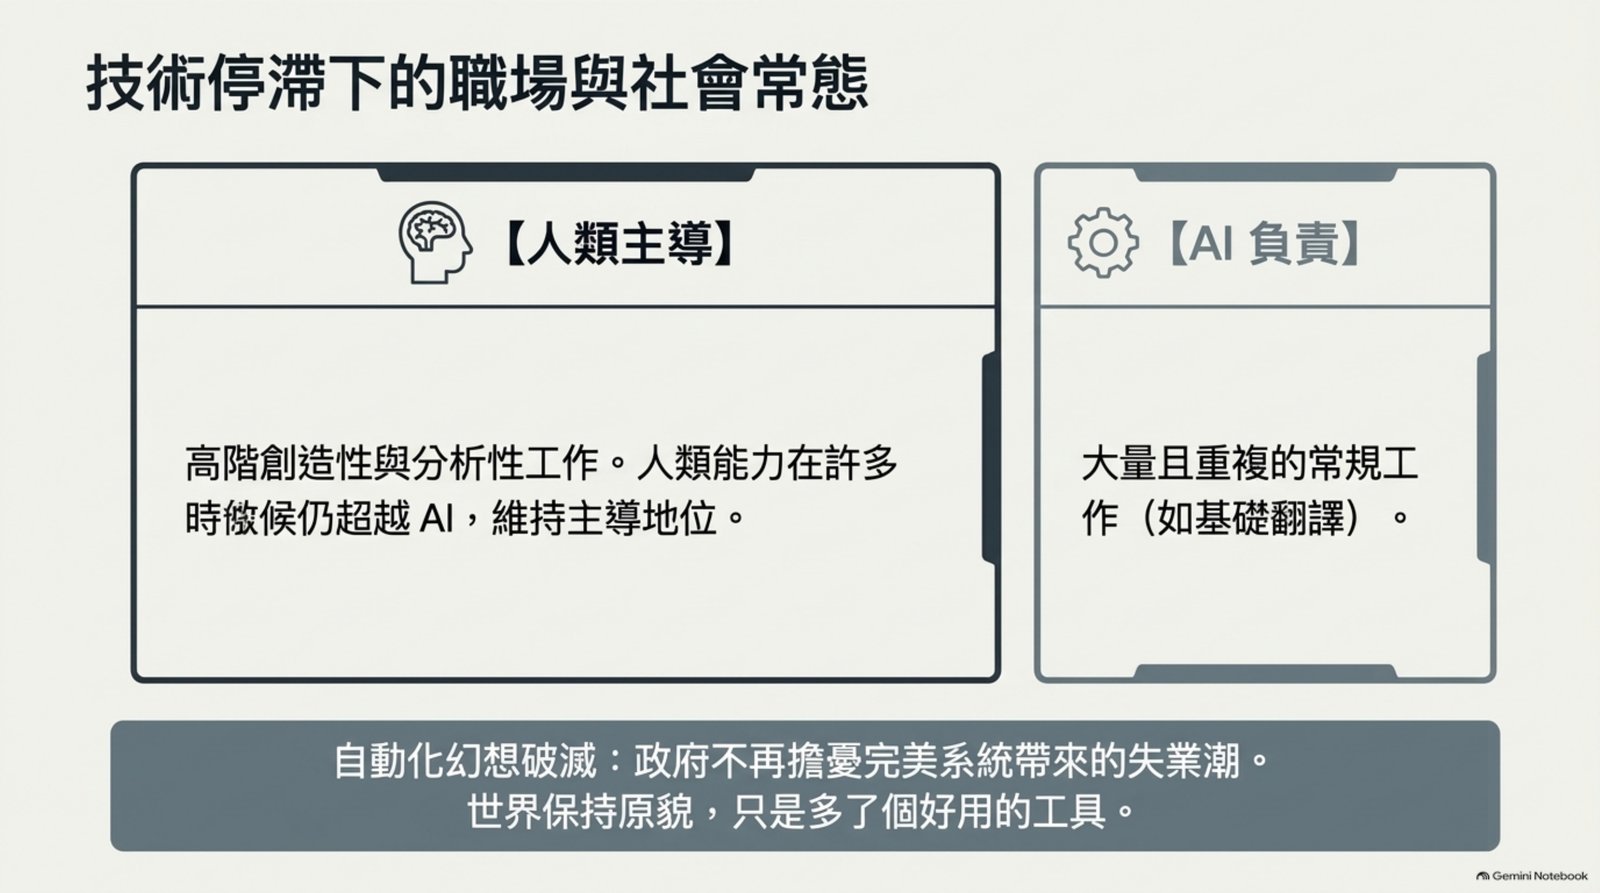 技術停滯下的職場與社會常態
【人類主導】
高階創造性與分析性工作。人類能力在許多
時候仍超越 AI，維持主導地位。
【AI 負責】
大量且重複的常規工
作（如基礎翻譯）。
自動化幻想破滅：政府不再擔憂完美系統帶來的失業潮。
世界保持原貌，只是多了個好用的工具。
Gemini Notebook